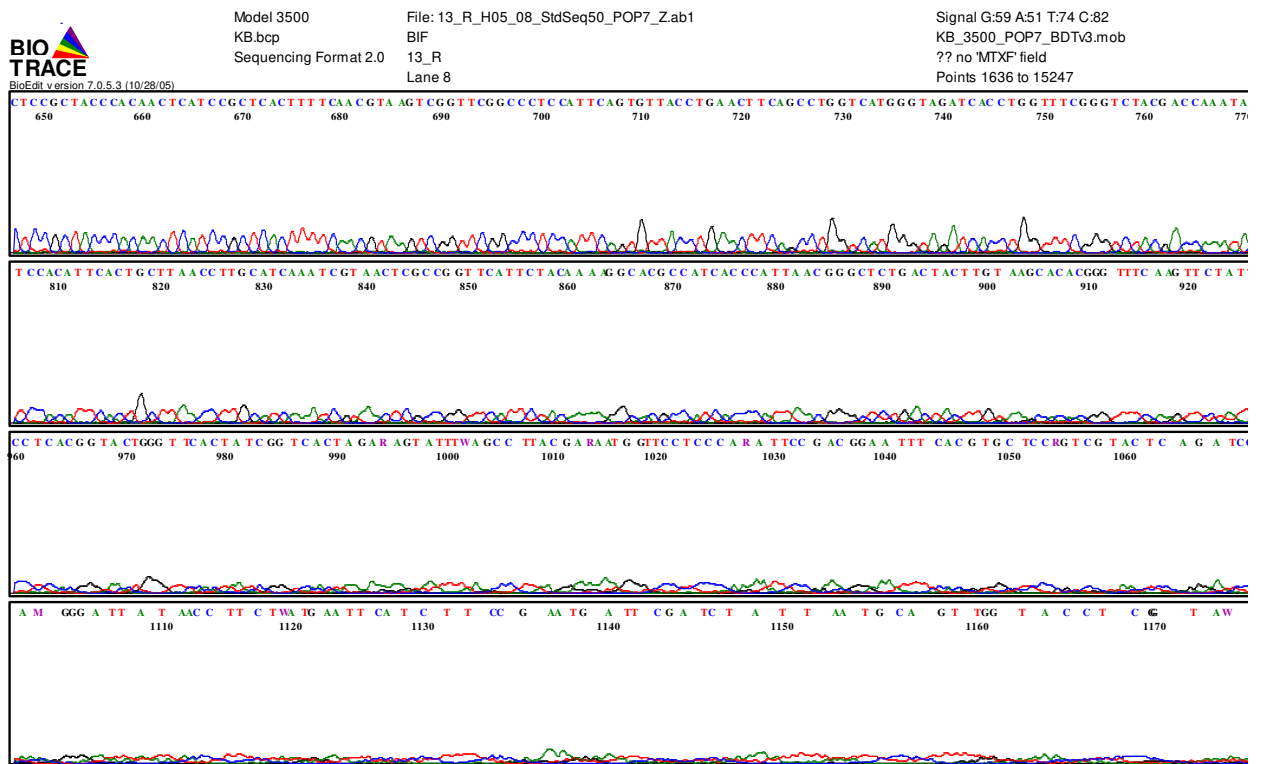 BIO
TRACE
BioEdit version 7.0.5.3 (10/28/05)
Model 3500
KB.bcp
Sequencing Format 2.0
File: 13_R_H05_08_StdSeq50_POP7_Z.ab1
BIF
13_R
Lane 8
Signal G:59 A:51 T:74 C:82
KB_3500_POP7_BDTv3.mob
?? no 'MTXF' field
Points 1636 to 15247
CTCCGCTACCCACAACTCATCCGCTCACTTTTCAACGTAAGTCGGTTCGGCCCTCCATTCAGTGTTACCTGAACTTCAGCCTGGTCATGGGTAGATCACCTGGTTTCGGGTCTACGACCAAATA
650 660 670 680 690 700 710 720 730 740 750 760 770
TCCACATTCACTGCTTAACCTTGCATCAAATCGTAACTCGCCGGTTCATTCTACAAAAGGCACGCCATCACCCATTAACGGGCTCTGACTACTTGTAAGCACACGGGTTTCAAGTTCTAT
810 820 830 840 850 860 870 880 890 900 910 920
CCTCACGGTACTGGGTTCACTATCGGTCACTAGARAGTATTTWAGCCTTACGARAATGGTTCCTCCCARATTCCGACGGAATTTCACGTGCTCCRGTCGTACTCAGATC
960 970 980 990 1000 1010 1020 1030 1040 1050 1060
AMGGGATTATAACCTTCTWATGAATTCATCTTCCGAATGATTCGATCTATTAATGCAGTTGGTACCTCGGTAW
1110 1120 1130 1140 1150 1160 1170